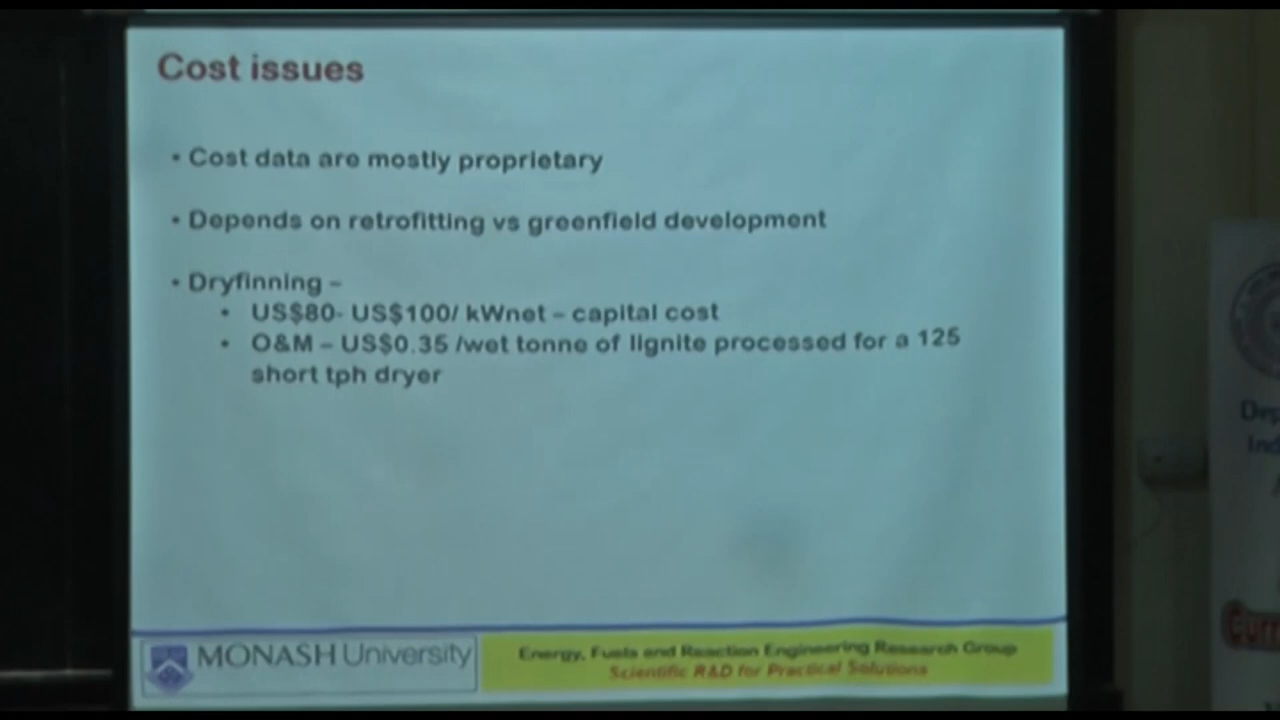 Cost issues
• Cost data are mostly proprietary
• Depends on retrofitting vs greenfield development
• Dryfinning –
• US$80- US$100/ kWnet – capital cost
• O&M – US$0.35 /wet tonne of lignite processed for a 125
short tph dryer
MONASH University
Energy, Fuels and Reaction Engineering Research Group
Scientific R&D for Practical Solutions